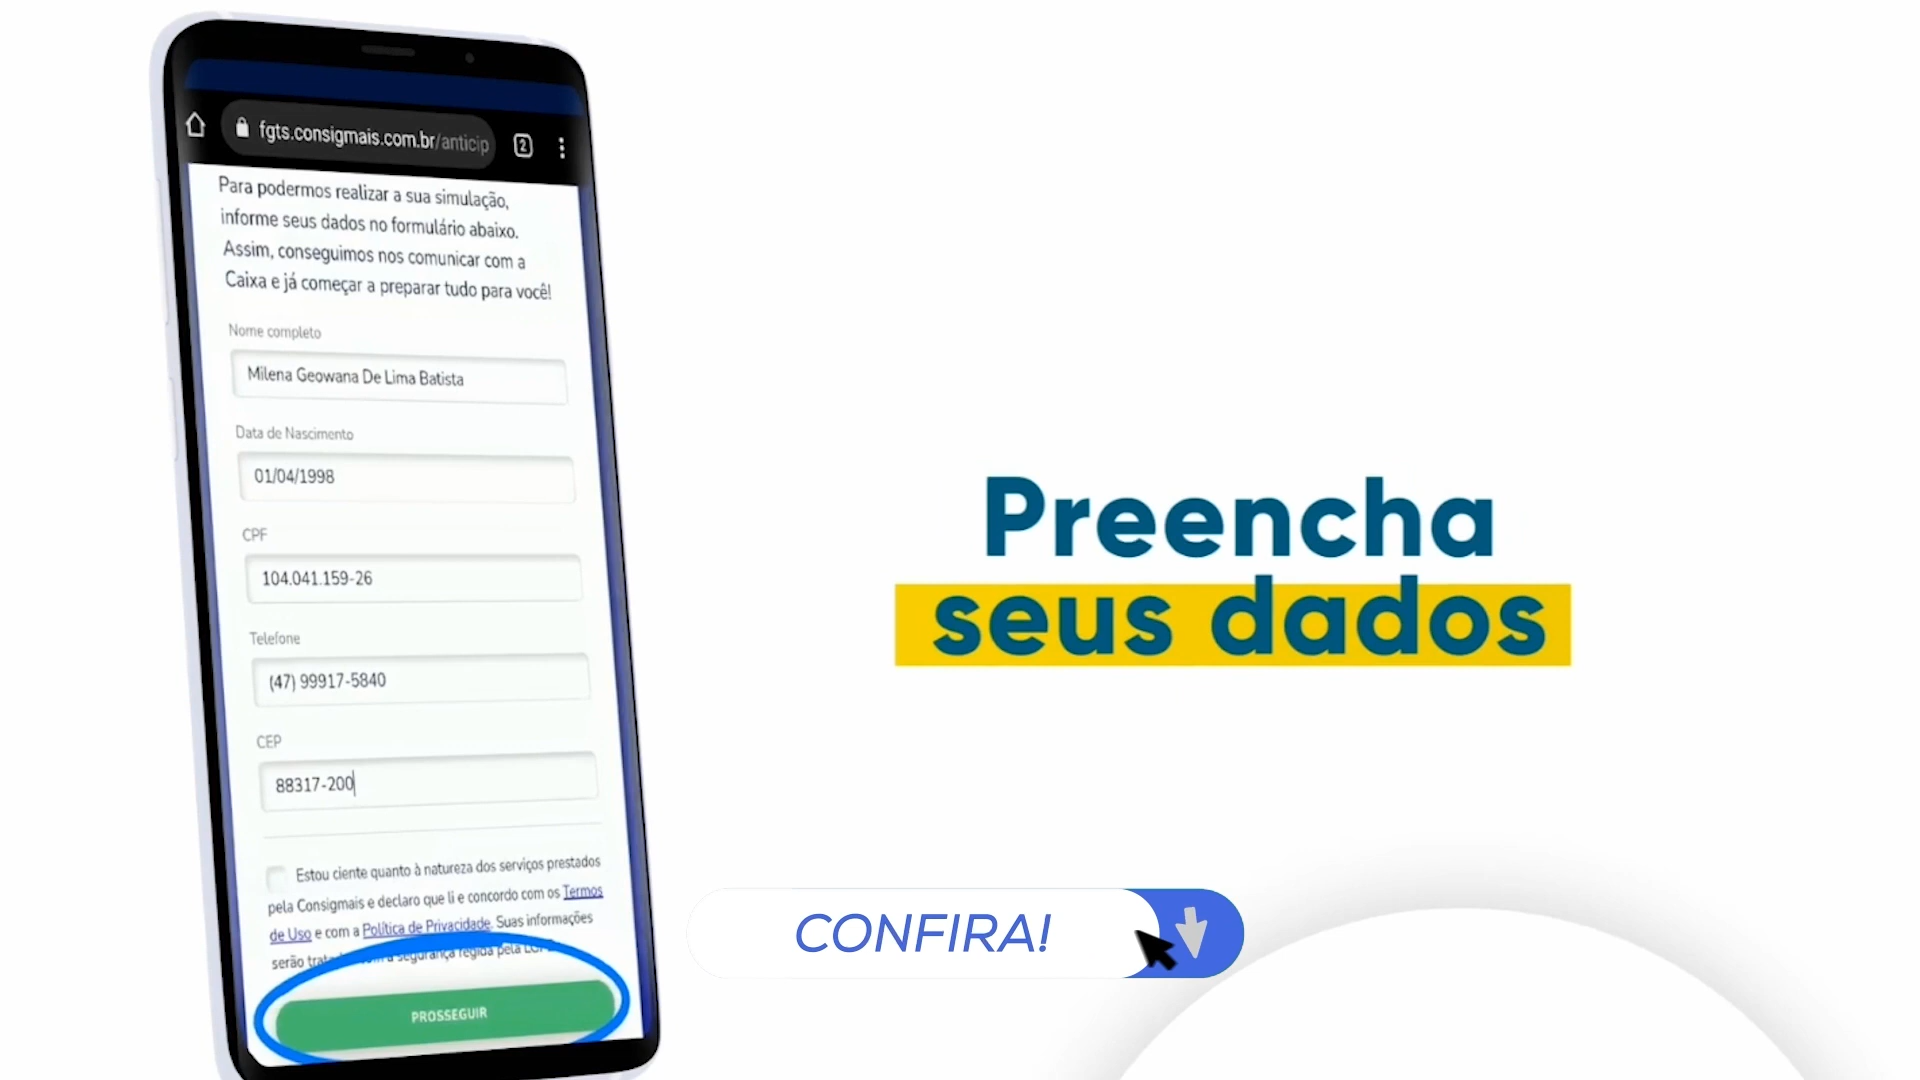 fgts.consigmais.com.br/anticip
2
Para podermos realizar a sua simulação,
informe seus dados no formulário abaixo.
Assim, conseguimos nos comunicar com a
Caixa e já começar a preparar tudo para você!
Nome completo
Milena Geowana De Lima Batista
Data de Nascimento
01/04/1998
CPF
104.041.159-26
Telefone
(47) 99917-5840
CEP
88317-200
Estou ciente quanto à natureza dos serviços prestados
pela Consigmais e declaro que li e concordo com os Termos
de Uso e com a Política de Privacidade. Suas informações
serão segurança regida pela
PROSSEGUIR
Preencha
seus dados
CONFIRA!